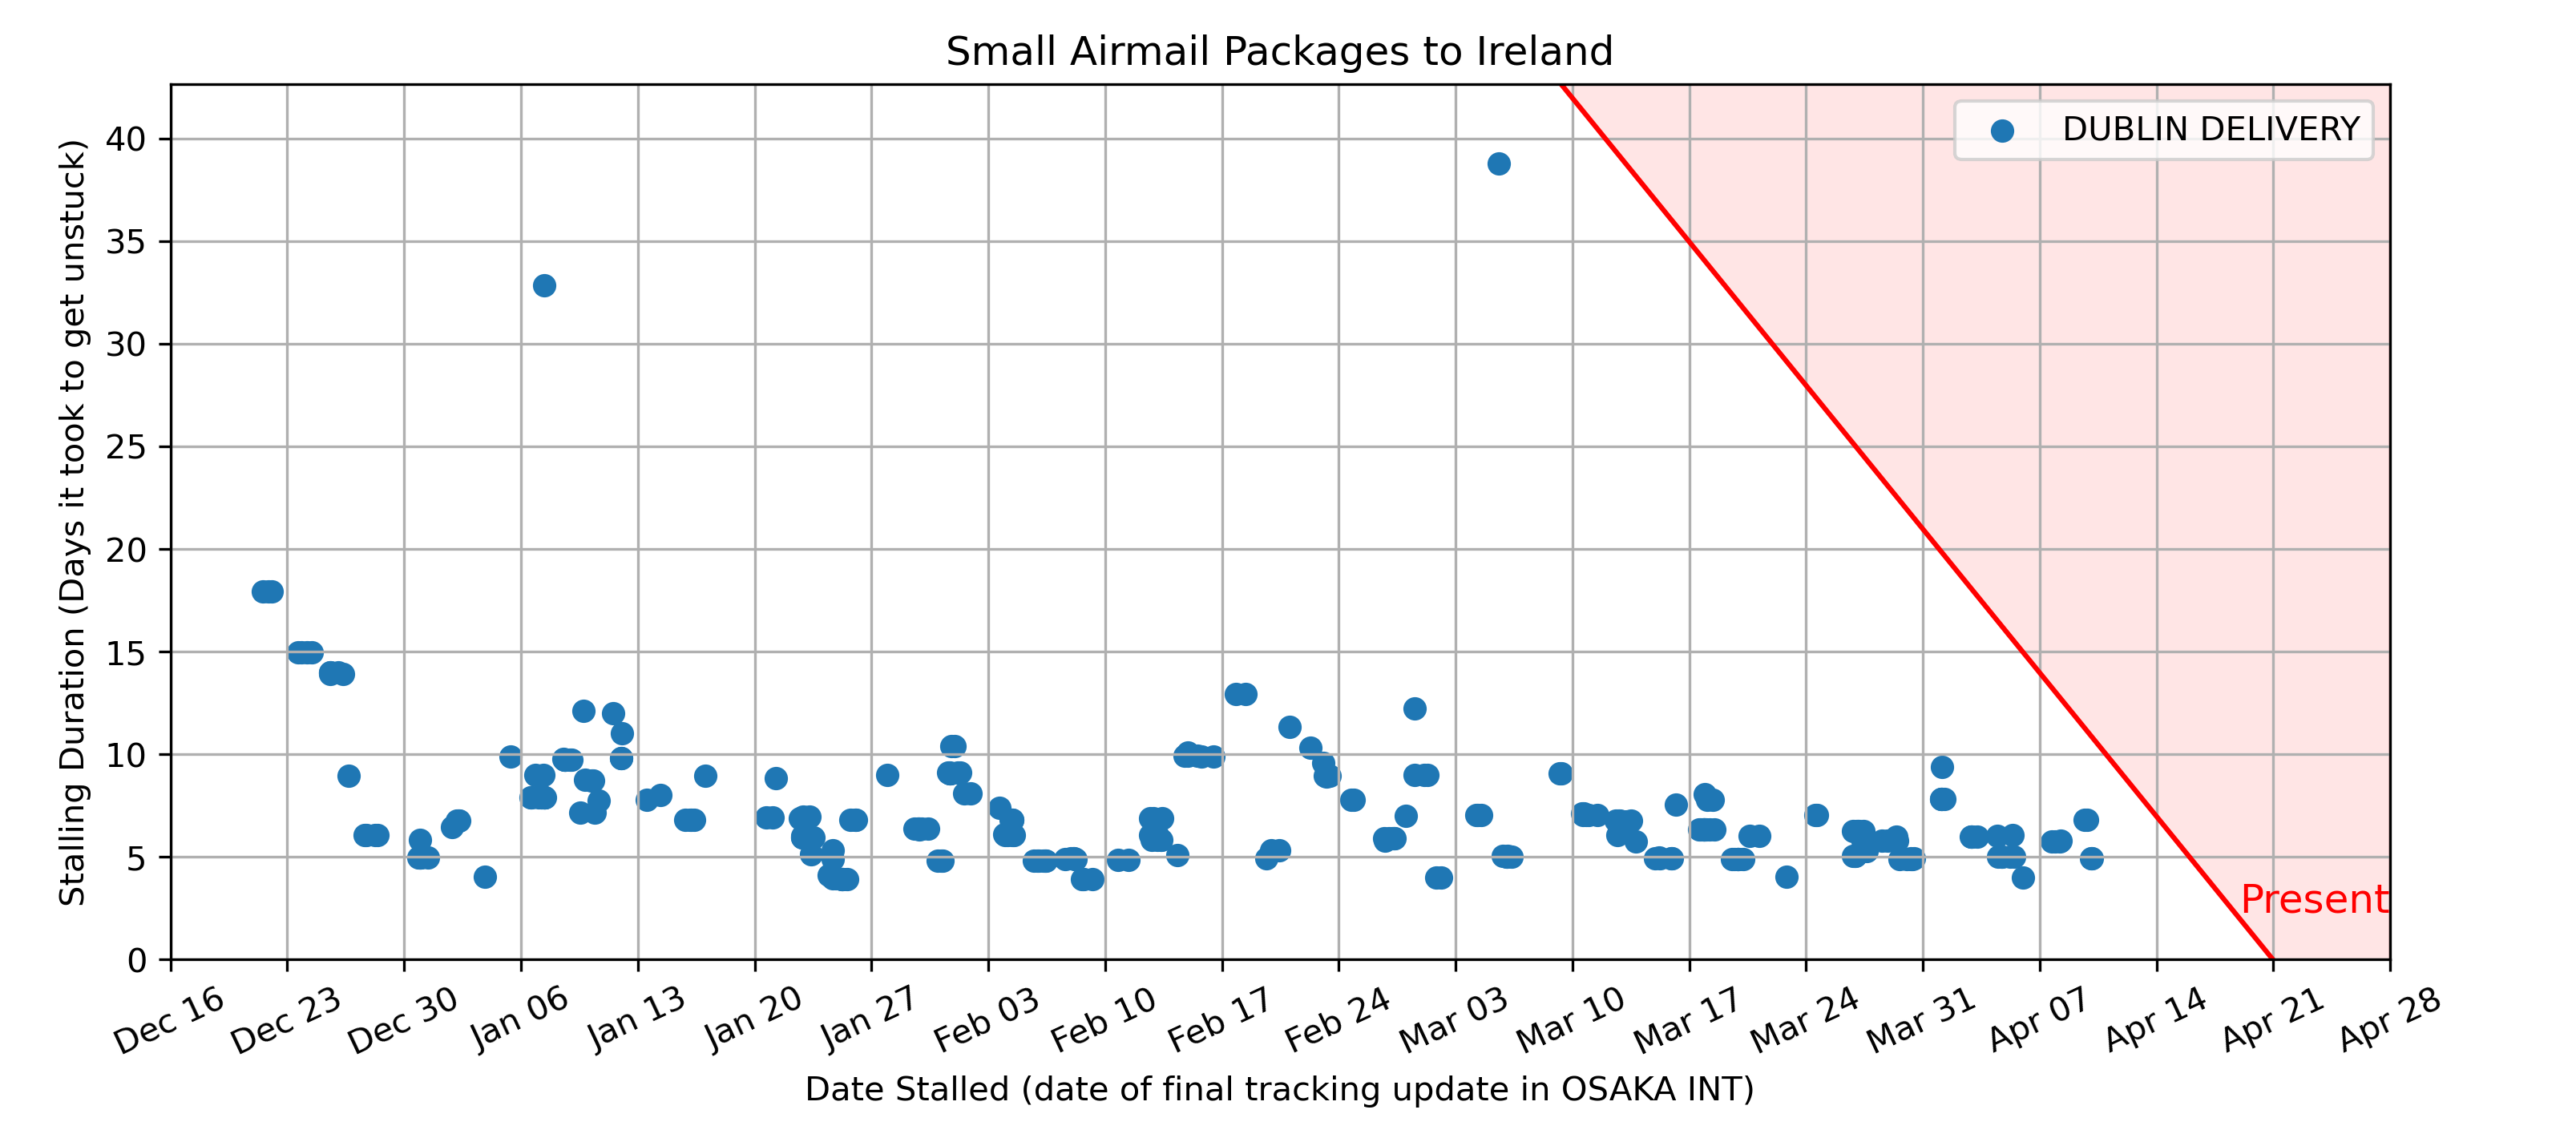 Small Airmail Packages to Ireland
DUBLIN DELIVERY
Stalling Duration (Days it took to get unstuck)
40
35
30
25
20
15
10
5
0
Present
Dec 16
Dec 23
Dec 30
Jan 06
Jan 13
Jan 20
Jan 27
Feb 03
Feb 10
Feb 17
Feb 24
Mar 03
Mar 10
Mar 17
Mar 24
Mar 31
Apr 07
Apr 14
Apr 21
Apr 28
Date Stalled (date of final tracking update in OSAKA INT)